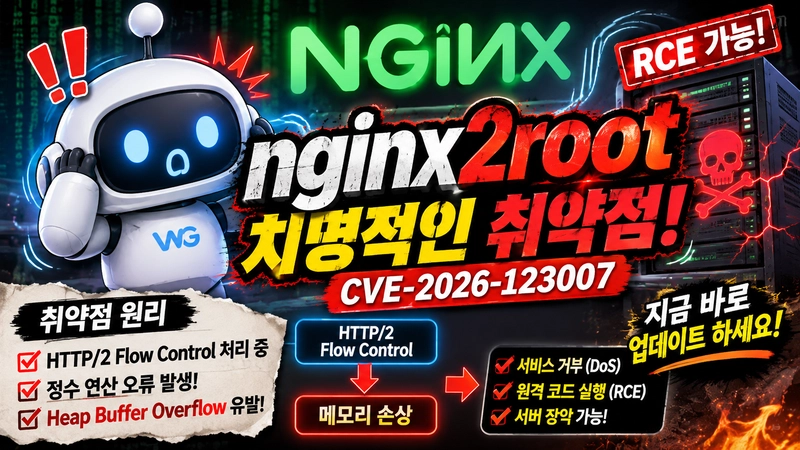 !!
NGiNX
RCE 가능!
nginx2root
치명적인 취약점!
CVE-2026-123007
WG
취약점 원리
HTTP/2 Flow Control 처리 중
정수 연산 오류 발생!
Heap Buffer Overflow 유발!
HTTP/2
Flow Control
메모리 손상
서비스 거부 (DoS)
원격 코드 실행 (RCE)
서버 장악 가능!
지금 바로
업데이트 하세요!